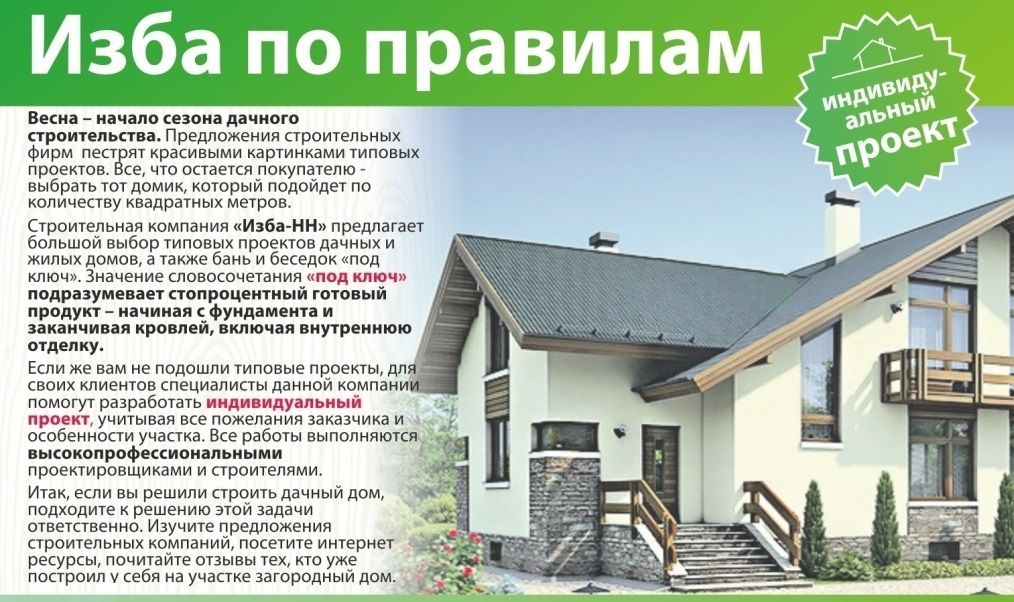 Изба по правилам
индивиду-
альный
проект
Весна – начало сезона дачного
строительства. Предложения строительных
фирм пестрят красивыми картинками типовых
проектов. Все, что остается покупателю -
выбрать тот домик, который подойдет по
количеству квадратных метров.
Строительная компания «Изба-НН» предлагает
большой выбор типовых проектов дачных и
жилых домов, а также бань и беседок «под
ключ». Значение словосочетания «под ключ»
подразумевает стопроцентный готовый
продукт – начиная с фундамента и
заканчивая кровлей, включая внутреннюю
отделку.
Если же вам не подошли типовые проекты, для
своих клиентов специалисты данной компании
помогут разработать индивидуальный
проект, учитывая все пожелания заказчика и
особенности участка. Все работы выполняются
высокопрофессиональными
проектировщиками и строителями.
Итак, если вы решили строить дачный дом,
подходите к решению этой задачи
ответственно. Изучите предложения
строительных компаний, посетите интернет
ресурсы, почитайте отзывы тех, кто уже
построил у себя на участке загородный дом.